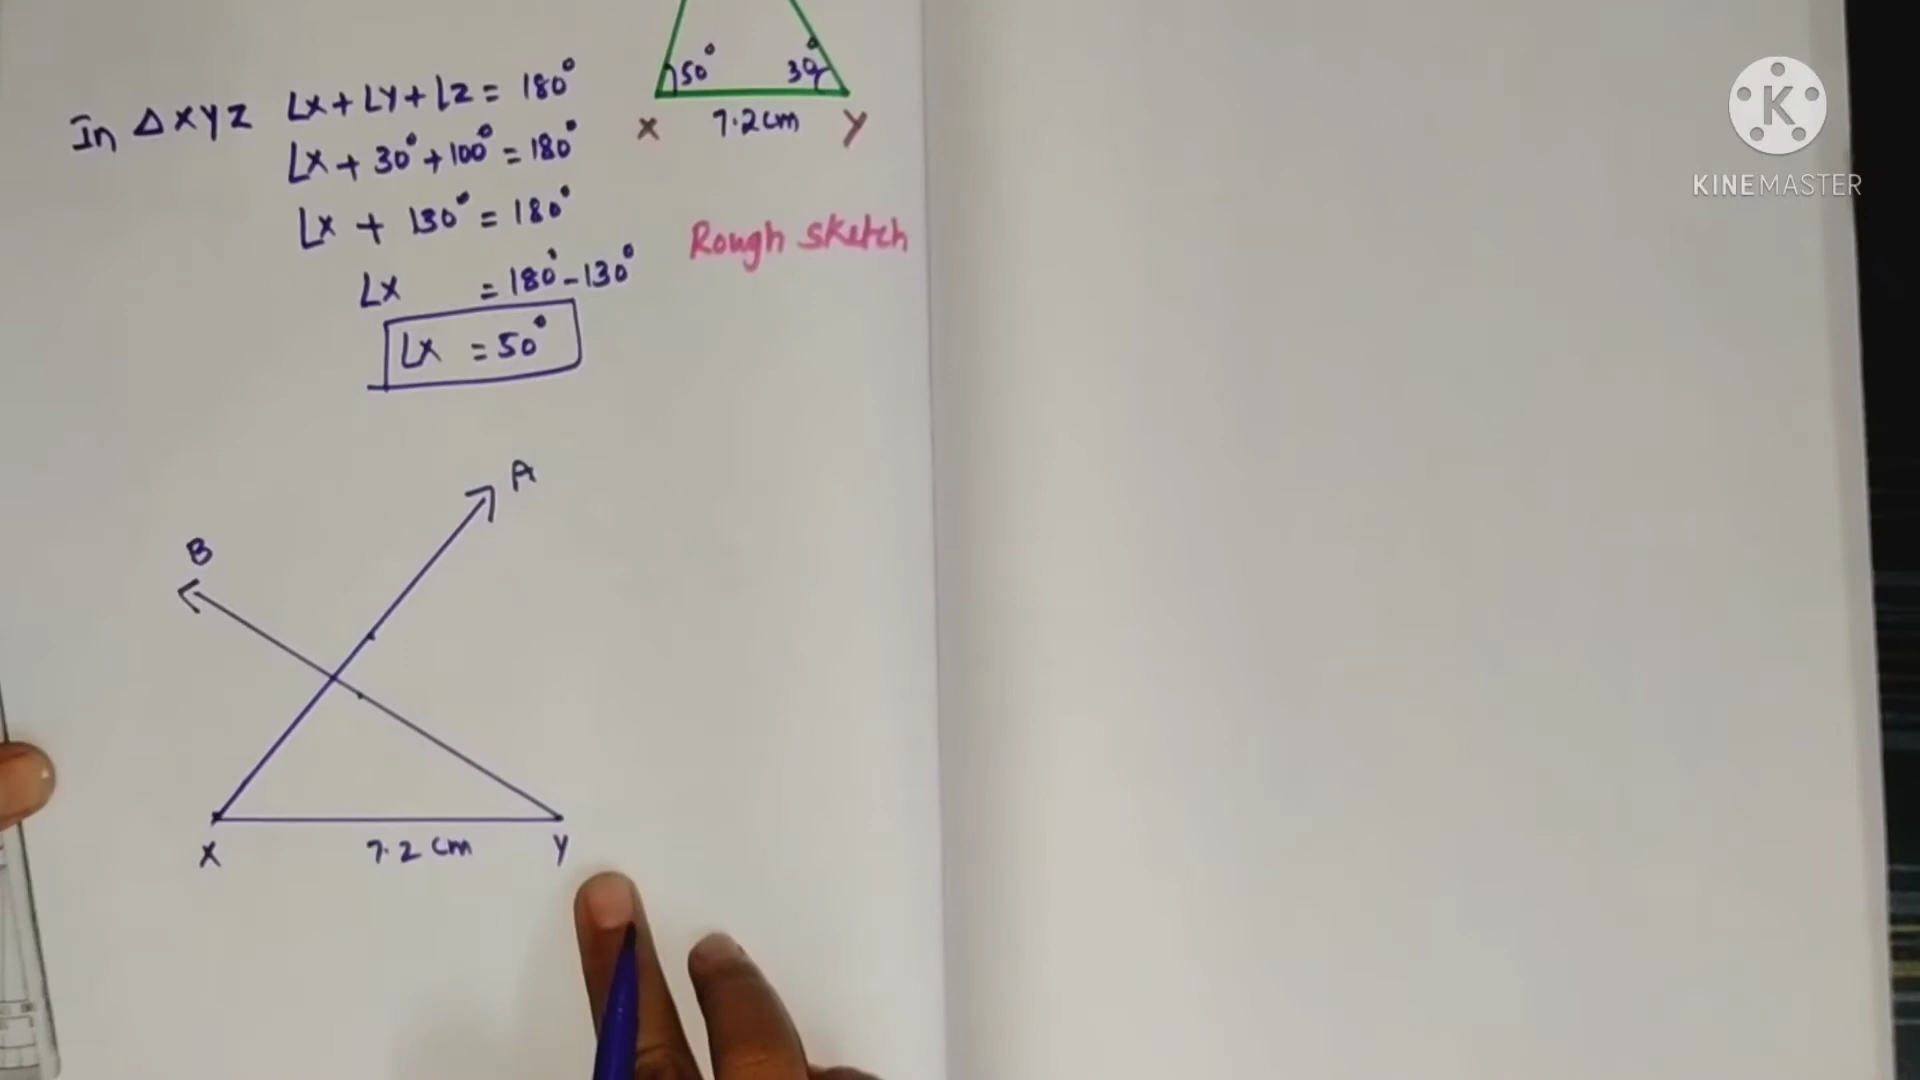 In △XYZ ∠X + ∠Y + ∠Z = 180°
∠X + 30° + 100° = 180°
∠X + 130° = 180°
∠X = 180° - 130°
∠X = 50°
50° 30°
X 7.2cm Y
Rough sketch
K
KINEMASTER
A
B
X 7.2 cm Y